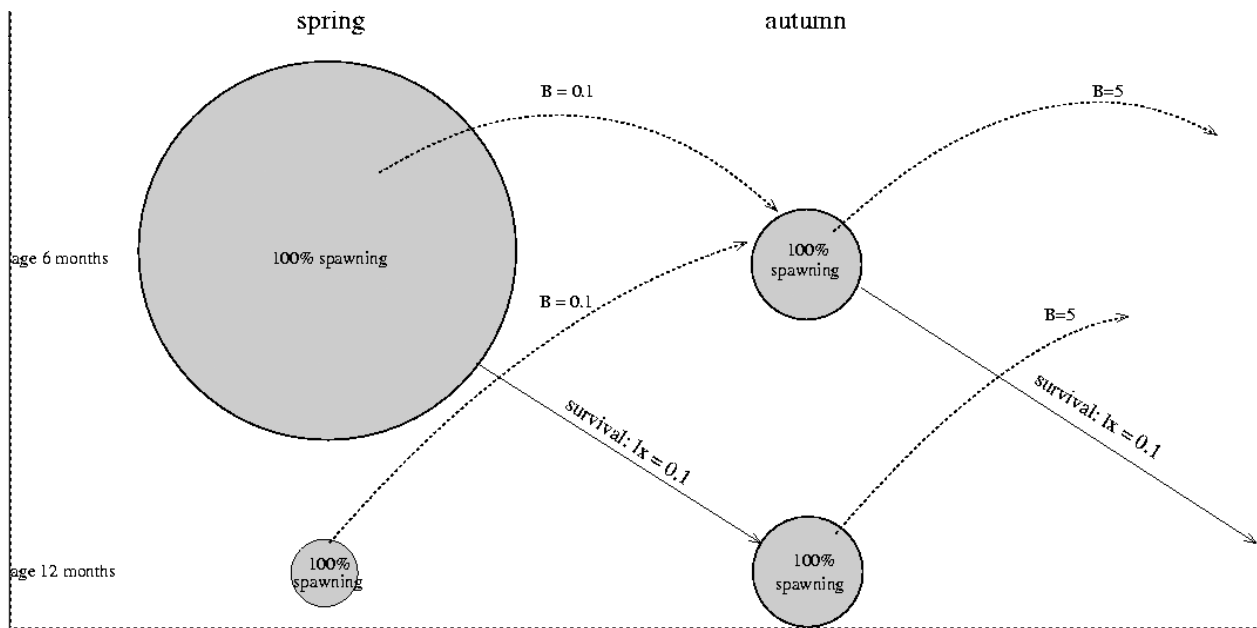 spring
autumn
B = 0.1
B=5
age 6 months
100% spawning
100%
spawning
B = 0.1
B=5
survival: lx = 0.1
survival: lx = 0.1
age 12 months
100%
spawning
100%
spawning